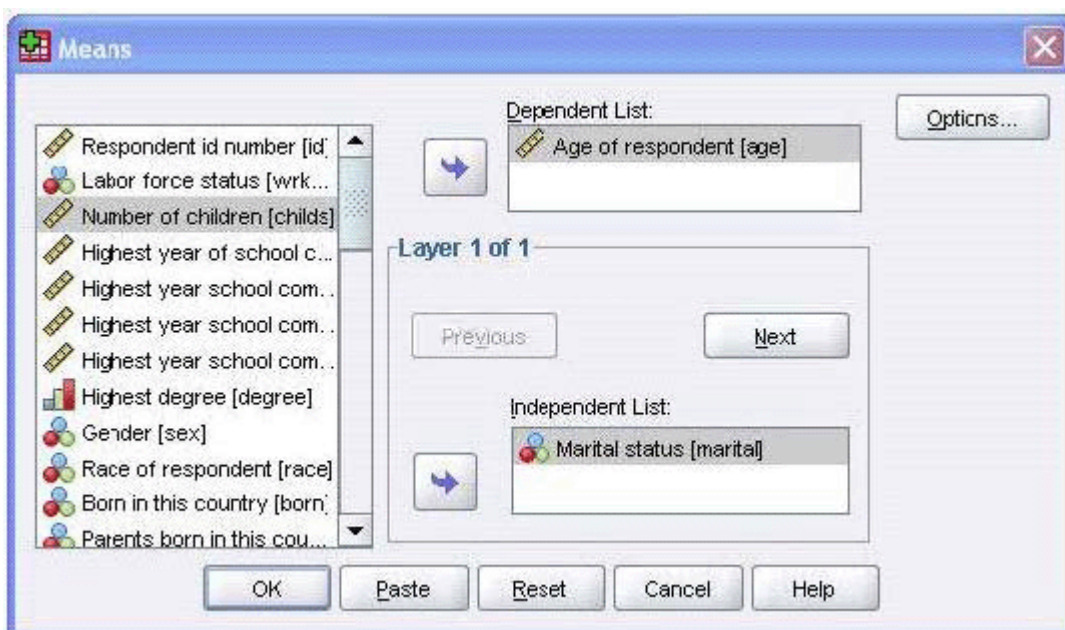 Means
Dependent List:
Options...
Age of respondent [age]
Respondent id number [id]
Labor force status [wrk...
Number of children [childs]
Highest year of school c...
Highest year school com...
Highest year school com...
Highest year school com...
Highest degree [degree]
Gender [sex]
Race of respondent [race]
Born in this country [born]
Parents born in this cou...
Layer 1 of 1
Previous
Next
Independent List:
Marital status [marital]
OK
Paste
Reset
Cancel
Help